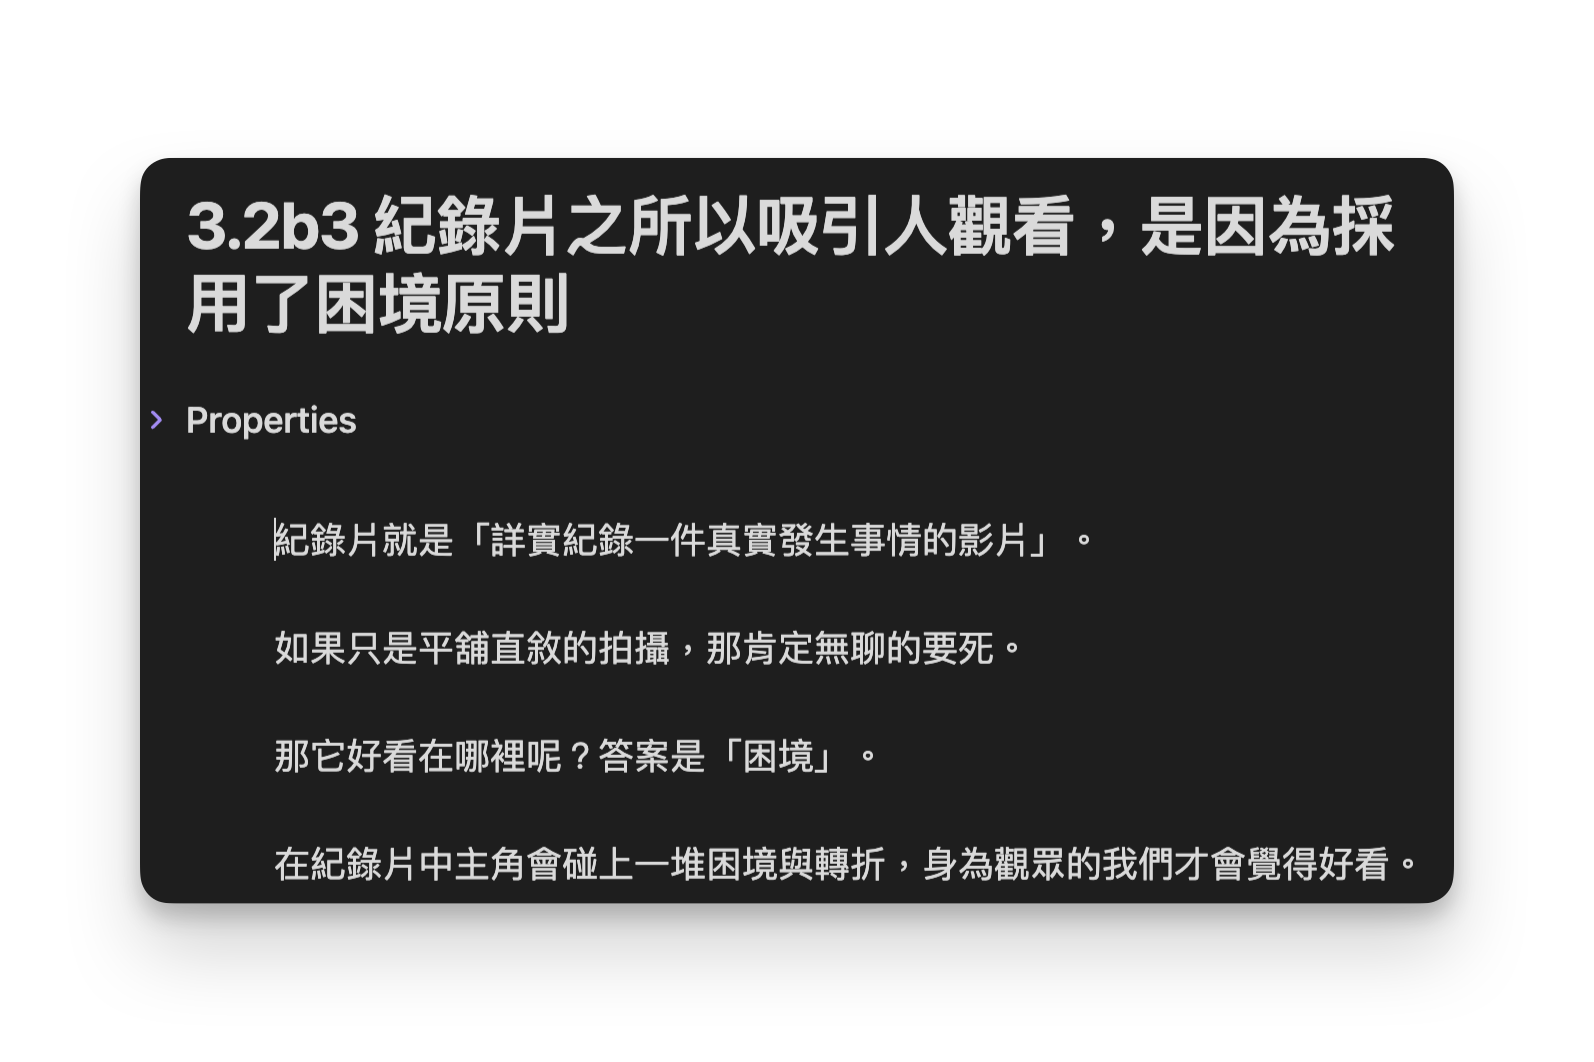 3.2b3 紀錄片之所以吸引人觀看，是因為採
用了困境原則
Properties
紀錄片就是「詳實紀錄一件真實發生事情的影片」。
如果只是平舖直敘的拍攝，那肯定無聊的要死。
那它好看在哪裡呢？答案是「困境」。
在紀錄片中主角會碰上一堆困境與轉折，身為觀眾的我們才會覺得好看。